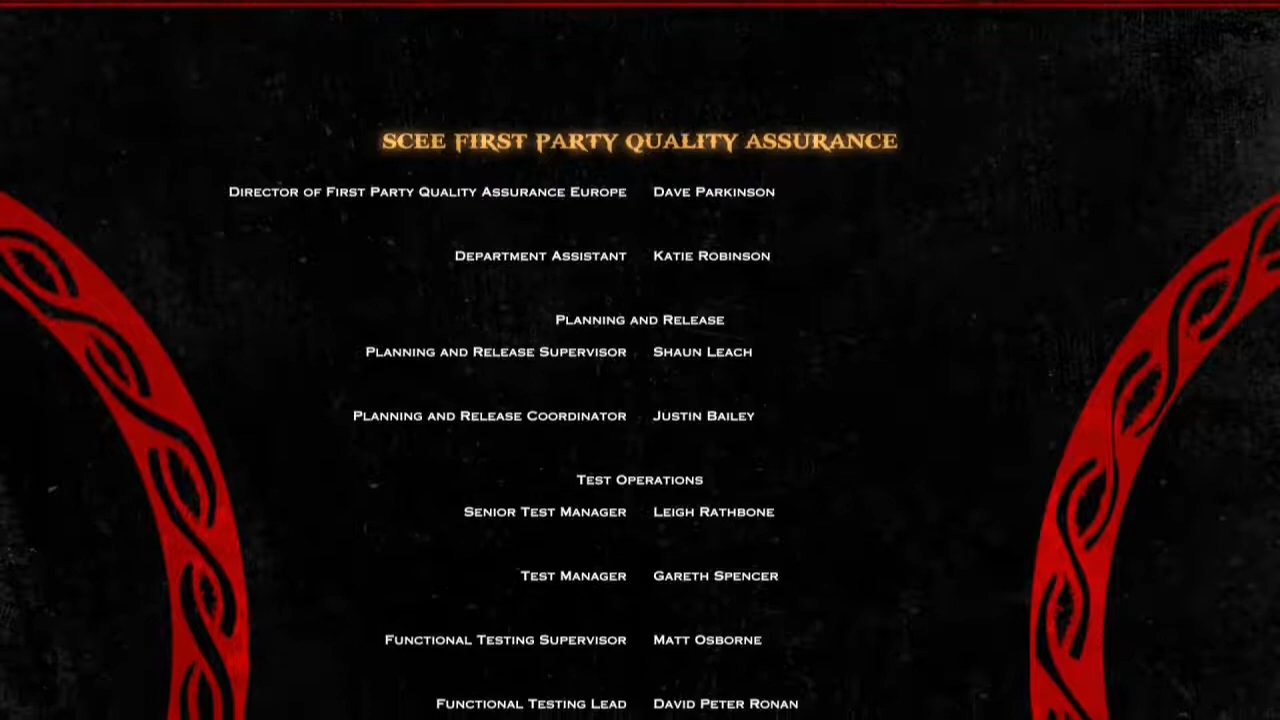 SCEE FIRST PARTY QUALITY ASSURANCE
DIRECTOR OF FIRST PARTY QUALITY ASSURANCE EUROPE DAVE PARKINSON
DEPARTMENT ASSISTANT KATIE ROBINSON
PLANNING AND RELEASE
PLANNING AND RELEASE SUPERVISOR SHAUN LEACH
PLANNING AND RELEASE COORDINATOR JUSTIN BAILEY
TEST OPERATIONS
SENIOR TEST MANAGER LEIGH RATHBONE
TEST MANAGER GARETH SPENCER
FUNCTIONAL TESTING SUPERVISOR MATT OSBORNE
FUNCTIONAL TESTING LEAD DAVID PETER RONAN